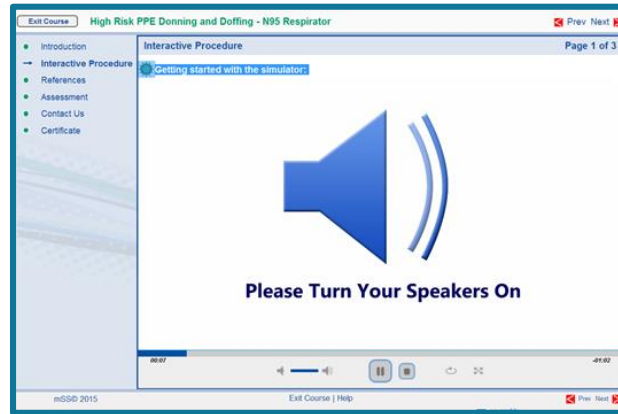 Exit Course
High Risk PPE Donning and Doffing - N95 Respirator
Prev Next
Introduction
Interactive Procedure
References
Assessment
Contact Us
Certificate
Interactive Procedure
Page 1 of 3
Getting started with the simulator:
Please Turn Your Speakers On
00:07
-01:02
mSS© 2015
Exit Course | Help
Prev Next